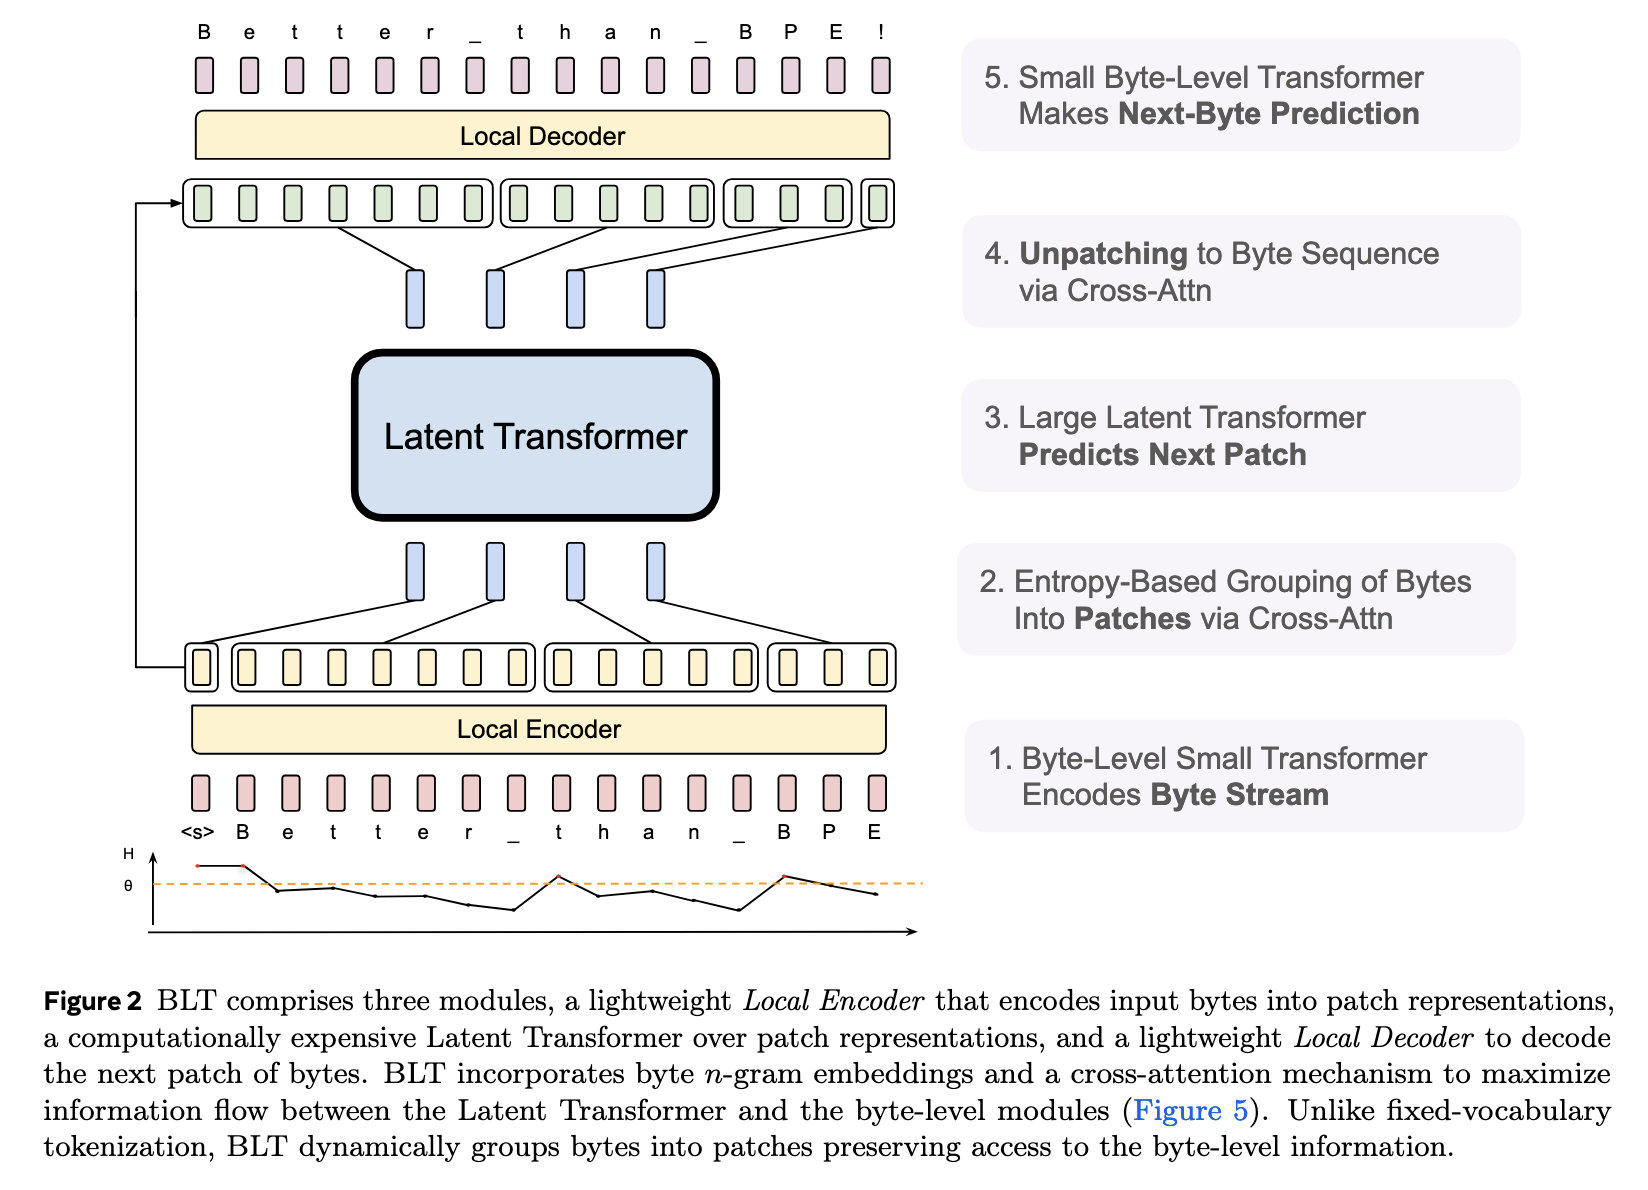 B e t t e r _ t h a n _ B P E !
Local Decoder
Latent Transformer
Local Encoder
<s> B e t t e r _ t h a n _ B P E
H
θ
5. Small Byte-Level Transformer
Makes Next-Byte Prediction
4. Unpatching to Byte Sequence
via Cross-Attn
3. Large Latent Transformer
Predicts Next Patch
2. Entropy-Based Grouping of Bytes
Into Patches via Cross-Attn
1. Byte-Level Small Transformer
Encodes Byte Stream
Figure 2 BLT comprises three modules, a lightweight Local Encoder that encodes input bytes into patch representations,
a computationally expensive Latent Transformer over patch representations, and a lightweight Local Decoder to decode
the next patch of bytes. BLT incorporates byte n-gram embeddings and a cross-attention mechanism to maximize
information flow between the Latent Transformer and the byte-level modules (Figure 5). Unlike fixed-vocabulary
tokenization, BLT dynamically groups bytes into patches preserving access to the byte-level information.